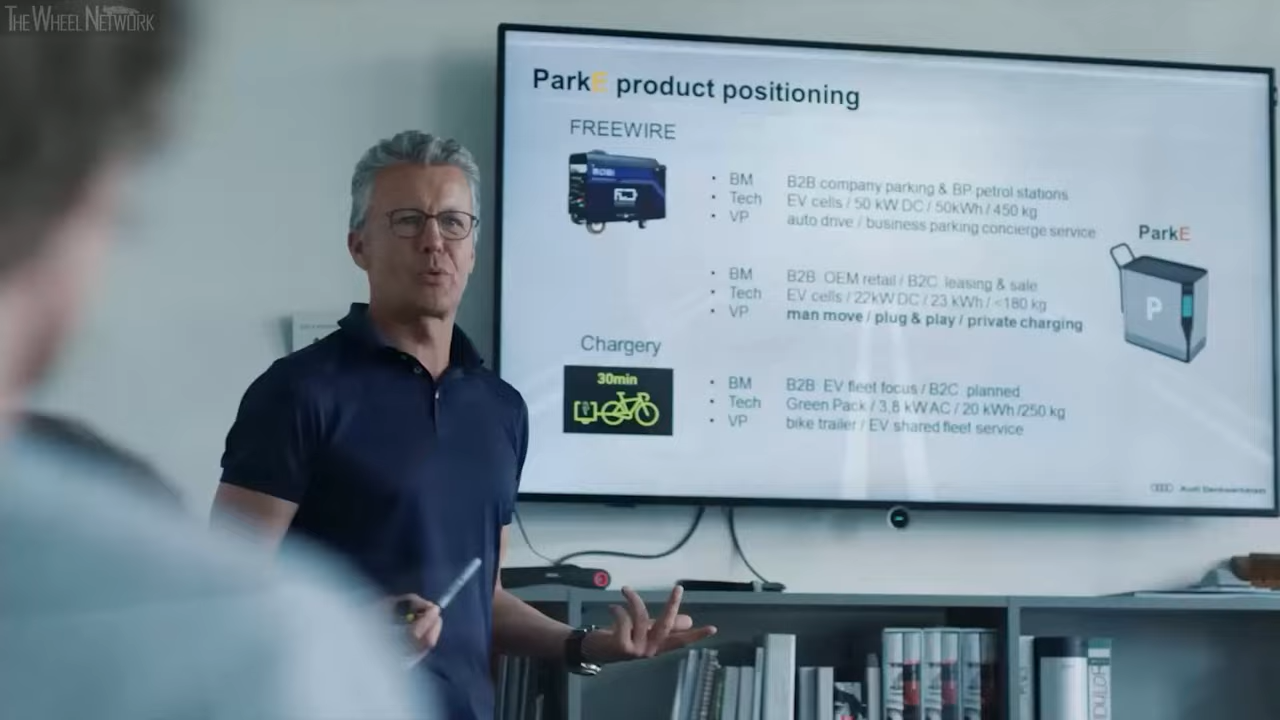 THE WHEEL NETWORK
ParkE product positioning
FREEWIRE
• BM B2B company parking & BP petrol stations
• Tech EV cells / 50 kW DC / 50kWh / 450 kg
• VP auto drive / business parking concierge service
ParkE
P
• BM B2B: OEM retail / B2C: leasing & sale
• Tech EV cells / 22kW DC / 23 kWh / <180 kg
• VP man move / plug & play / private charging
Chargery
30min
• BM B2B: EV fleet focus / B2C: planned
• Tech Green Pack / 3,8 kW AC / 20 kWh /250 kg
• VP bike trailer / EV shared fleet service
Audi Denkwerkstatt